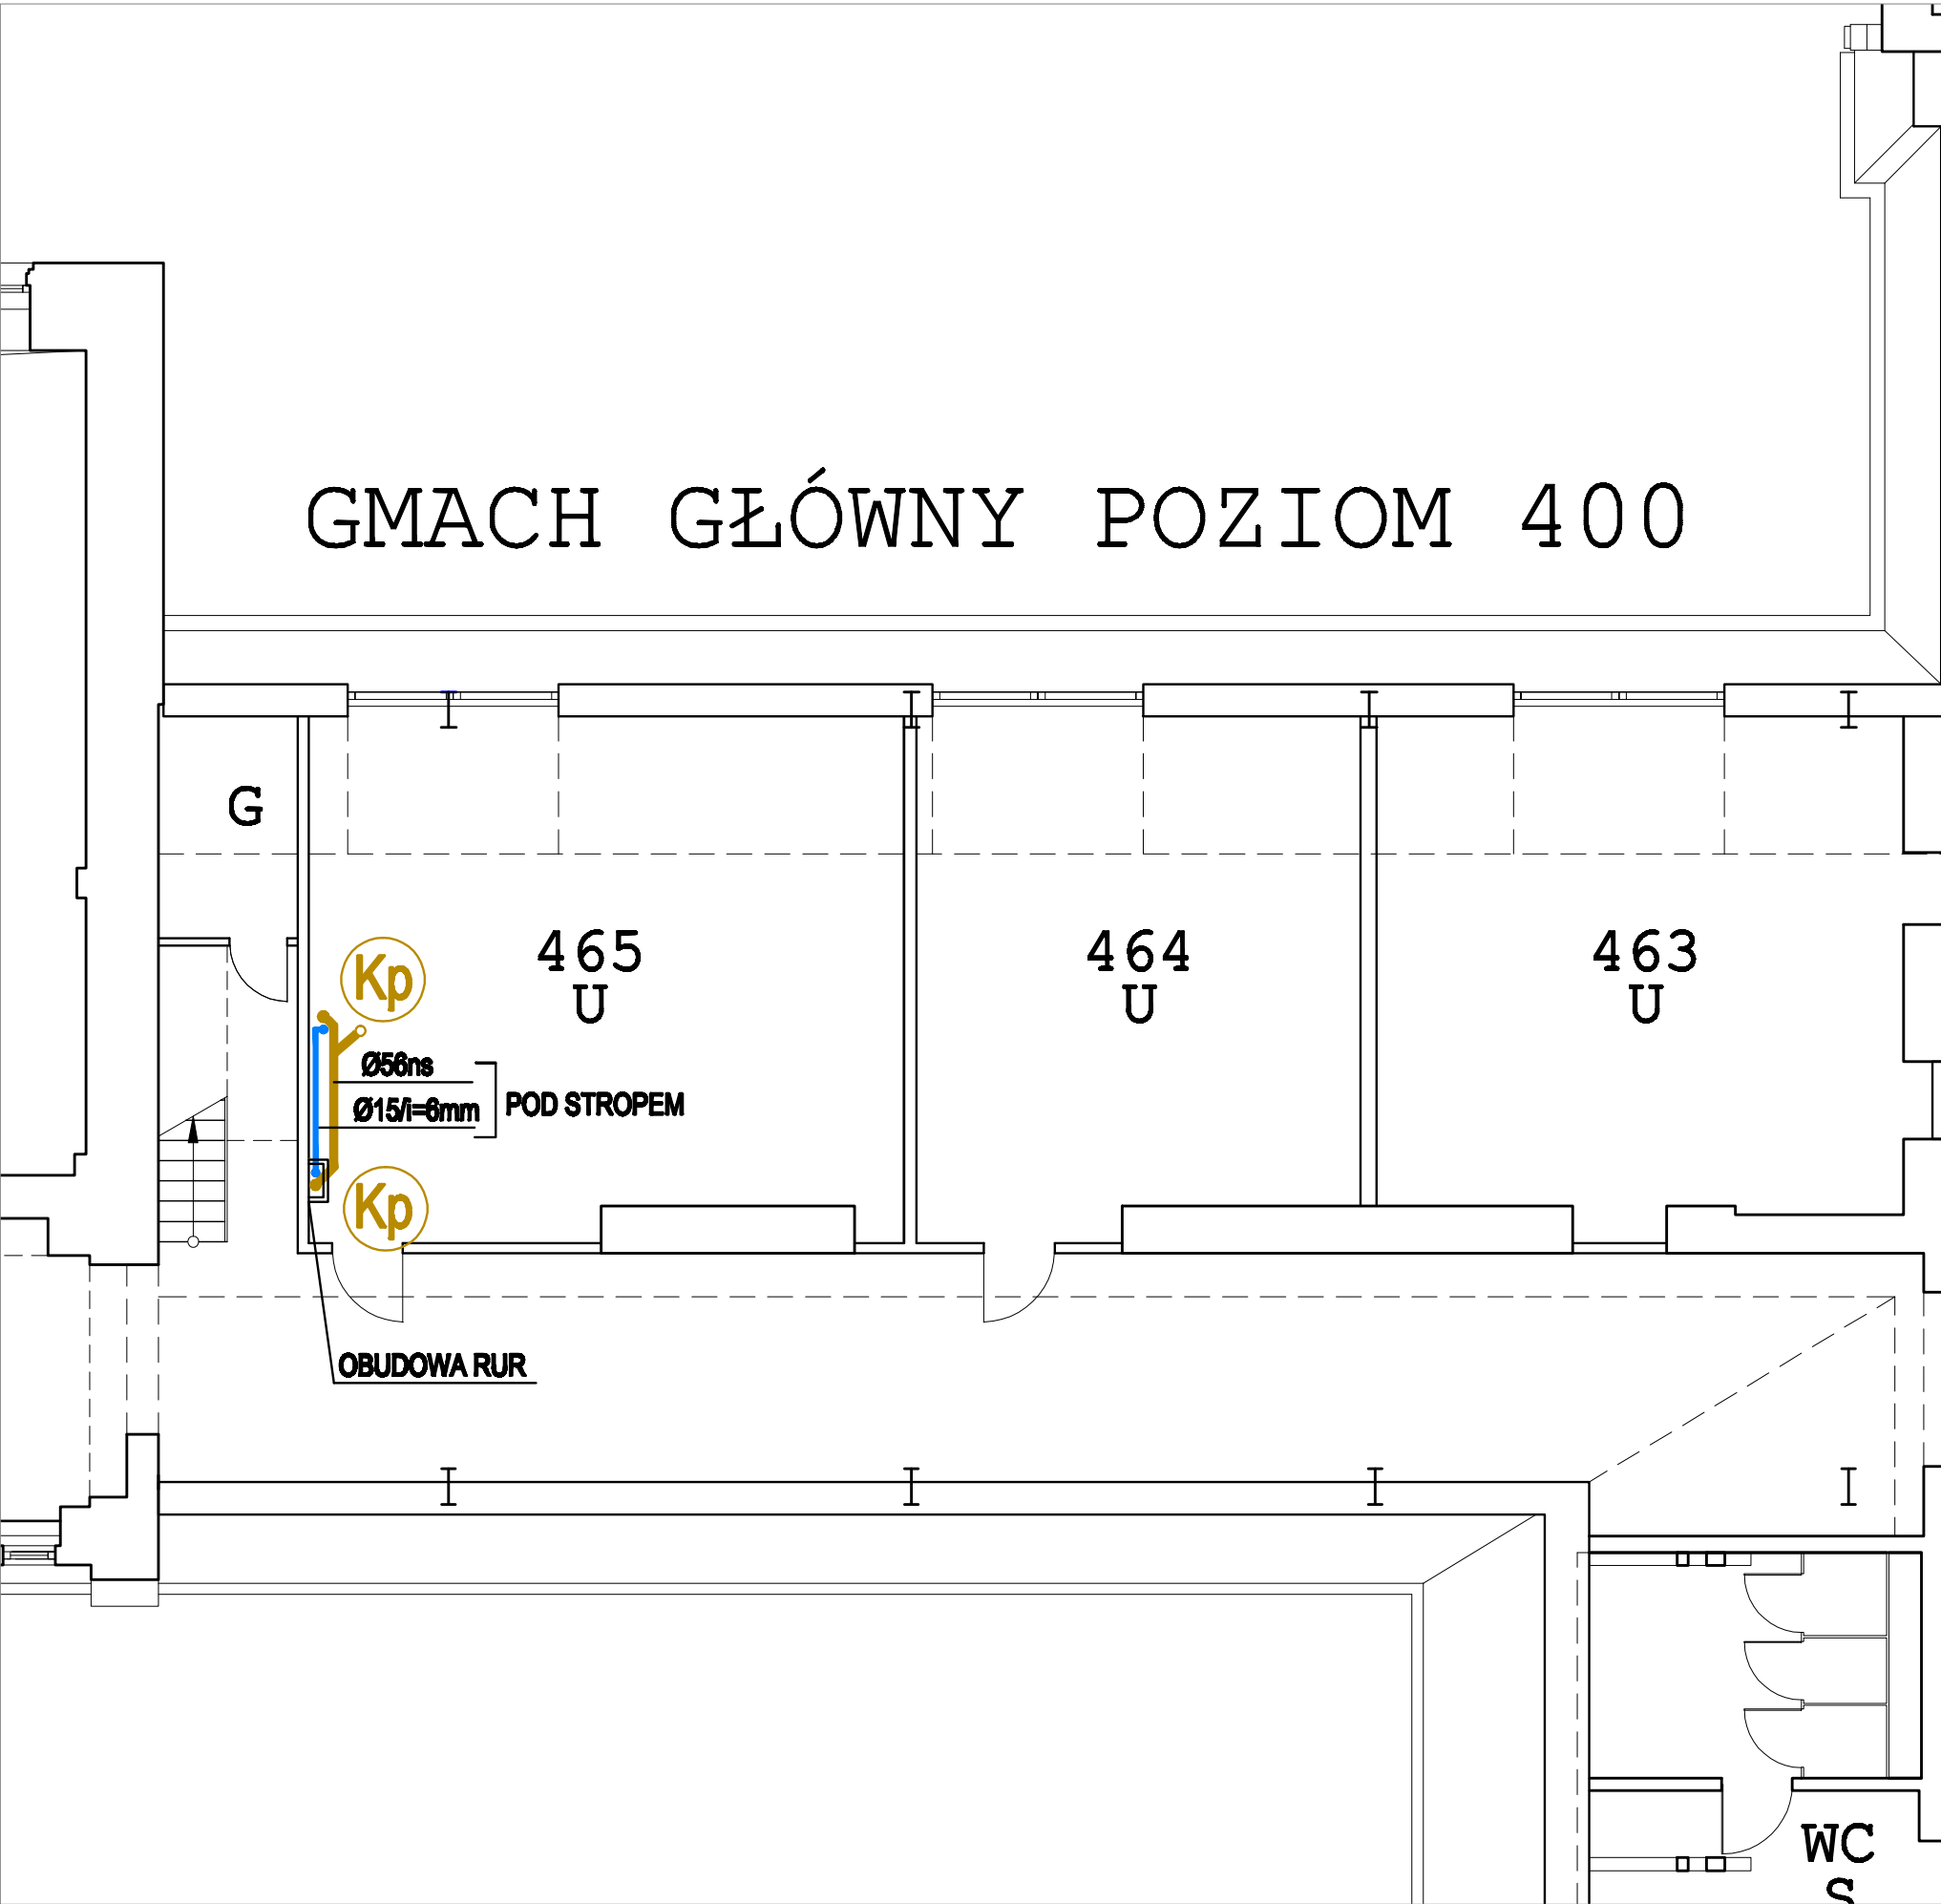 GMACH GŁÓWNY POZIOM 400
G
465
U
464
U
463
U
Kp
Ø56ns
Ø15/i=6mm
POD STROPEM
Kp
OBUDOWA RUR
WC
S